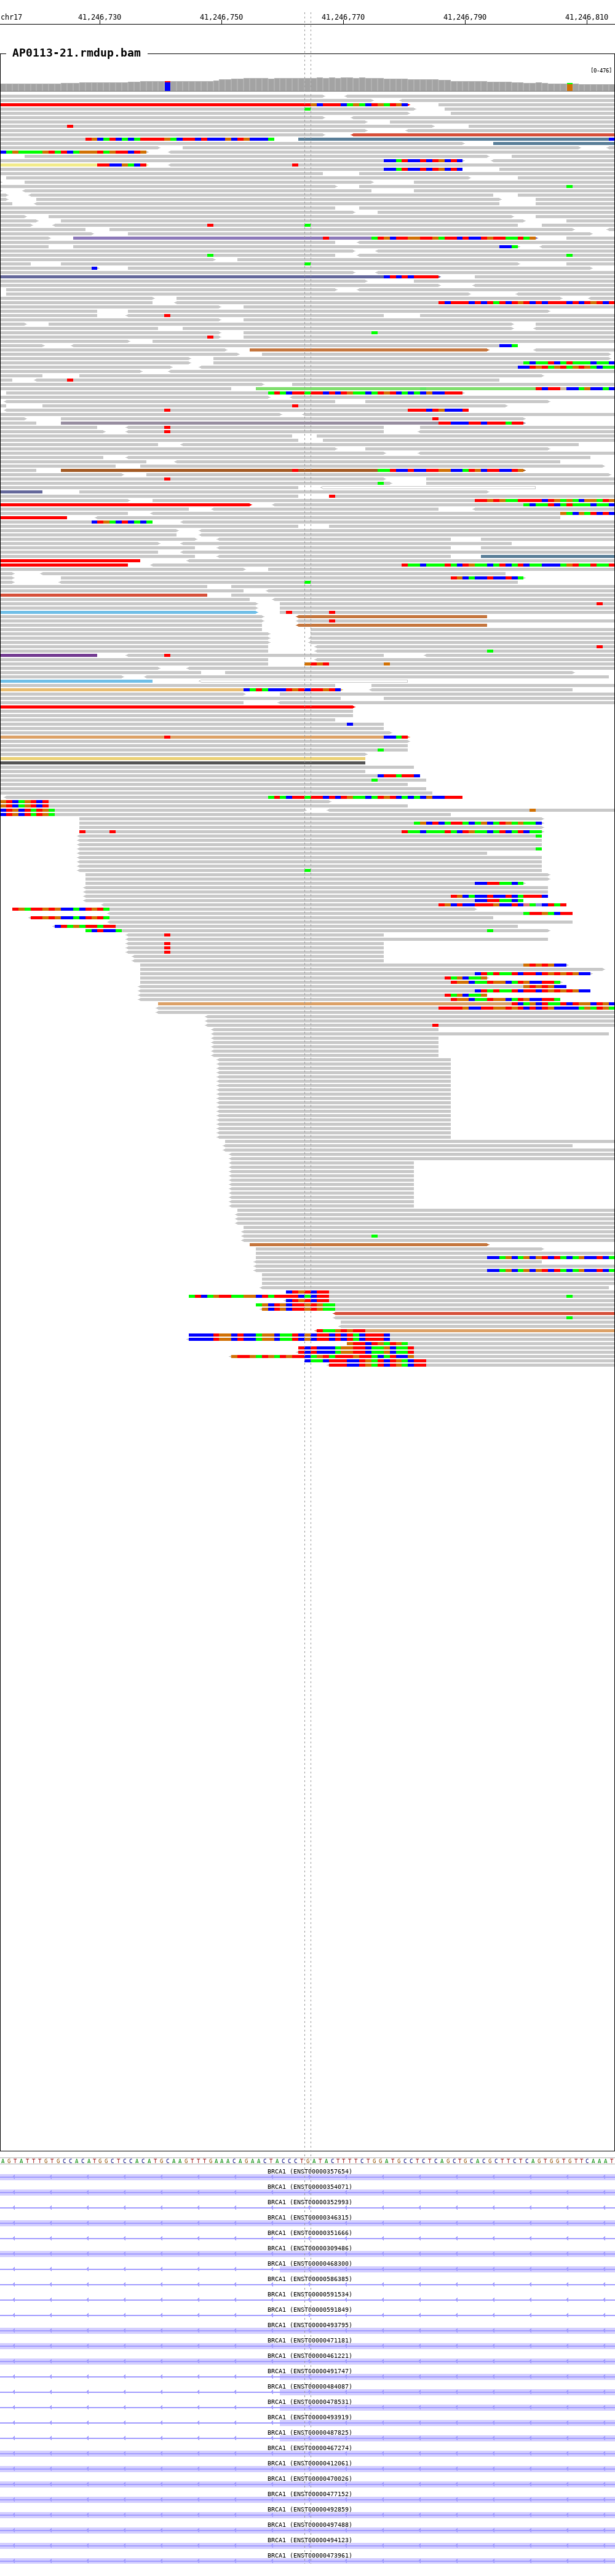 chr17 41,246,730 41,246,750 41,246,770 41,246,790 41,246,810
AP0113-21.rmdup.bam
[0-476]
AGTATTTGTGCCACATGGCTCCACATGCAAGTTTGAAACAGAACTACCCTGATACTTTTCTGGATGCCTCTCAGCTGCACGCTTCTCAGTGGTGTTCAAAT
BRCA1 (ENST00000357654)
BRCA1 (ENST00000354071)
BRCA1 (ENST00000352993)
BRCA1 (ENST00000346315)
BRCA1 (ENST00000351666)
BRCA1 (ENST00000309486)
BRCA1 (ENST00000468300)
BRCA1 (ENST00000586385)
BRCA1 (ENST00000591534)
BRCA1 (ENST00000591849)
BRCA1 (ENST00000493795)
BRCA1 (ENST00000471181)
BRCA1 (ENST00000461221)
BRCA1 (ENST00000491747)
BRCA1 (ENST00000484087)
BRCA1 (ENST00000478531)
BRCA1 (ENST00000493919)
BRCA1 (ENST00000487825)
BRCA1 (ENST00000467274)
BRCA1 (ENST00000412061)
BRCA1 (ENST00000470026)
BRCA1 (ENST00000477152)
BRCA1 (ENST00000492859)
BRCA1 (ENST00000497488)
BRCA1 (ENST00000494123)
BRCA1 (ENST00000473961)